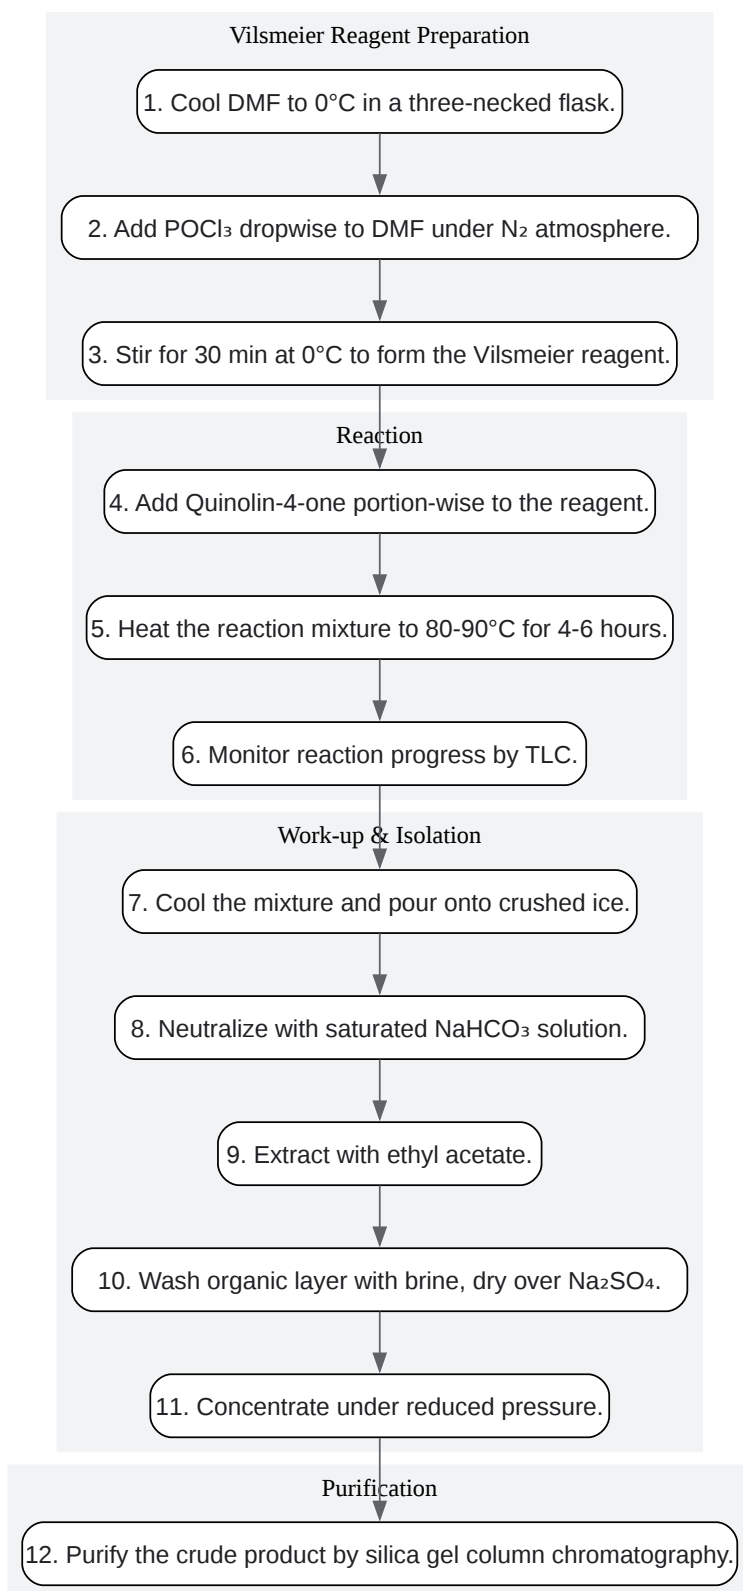 Vilsmeier Reagent Preparation
1. Cool DMF to 0°C in a three-necked flask.
2. Add POCl₃ dropwise to DMF under N₂ atmosphere.
3. Stir for 30 min at 0°C to form the Vilsmeier reagent.
Reaction
4. Add Quinolin-4-one portion-wise to the reagent.
5. Heat the reaction mixture to 80-90°C for 4-6 hours.
6. Monitor reaction progress by TLC.
Work-up & Isolation
7. Cool the mixture and pour onto crushed ice.
8. Neutralize with saturated NaHCO₃ solution.
9. Extract with ethyl acetate.
10. Wash organic layer with brine, dry over Na₂SO₄.
11. Concentrate under reduced pressure.
Purification
12. Purify the crude product by silica gel column chromatography.